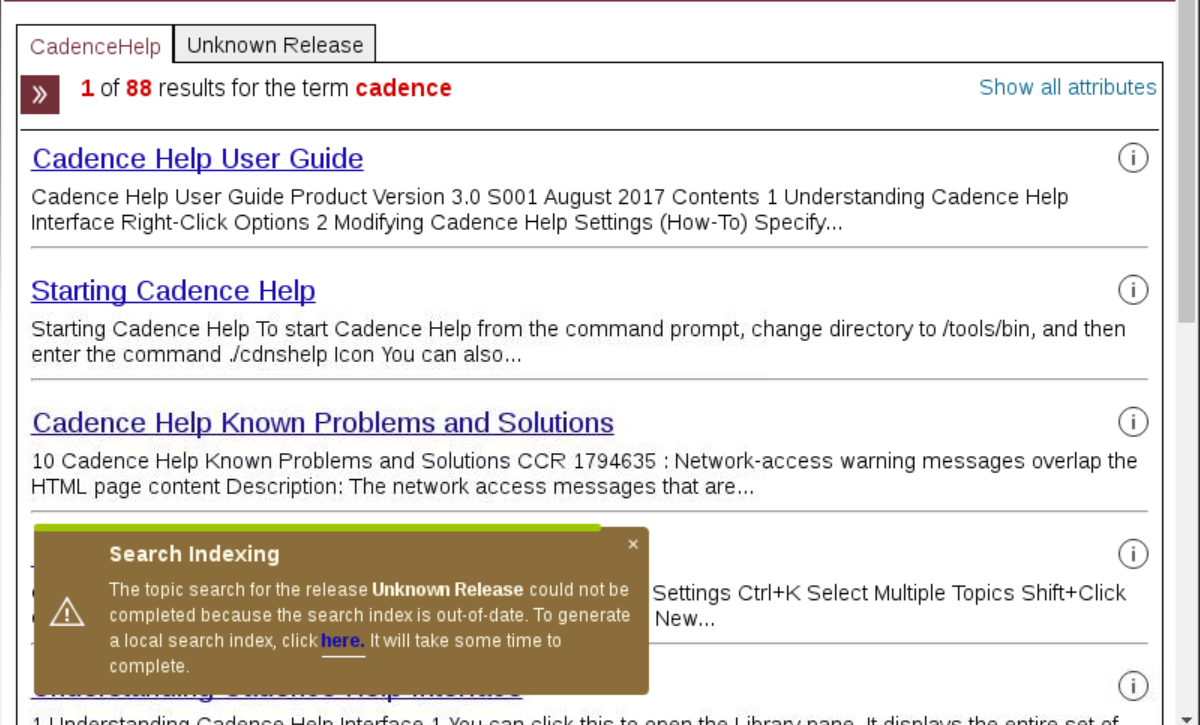 CadenceHelp Unknown Release
» 1 of 88 results for the term cadence Show all attributes
Cadence Help User Guide
Cadence Help User Guide Product Version 3.0 S001 August 2017 Contents 1 Understanding Cadence Help
Interface Right-Click Options 2 Modifying Cadence Help Settings (How-To) Specify...
Starting Cadence Help
Starting Cadence Help To start Cadence Help from the command prompt, change directory to /tools/bin, and then
enter the command ./cdnshelp Icon You can also...
Cadence Help Known Problems and Solutions
10 Cadence Help Known Problems and Solutions CCR 1794635 : Network-access warning messages overlap the
HTML page content Description: The network access messages that are...
Search Indexing ×
The topic search for the release Unknown Release could not be
completed because the search index is out-of-date. To generate
a local search index, click here. It will take some time to
complete.
Settings Ctrl+K Select Multiple Topics Shift+Click
New...
Understanding Cadence Help Interface
1 Understanding Cadence Help Interface 1 You can click this to open the Library pane. It displays the entire set of